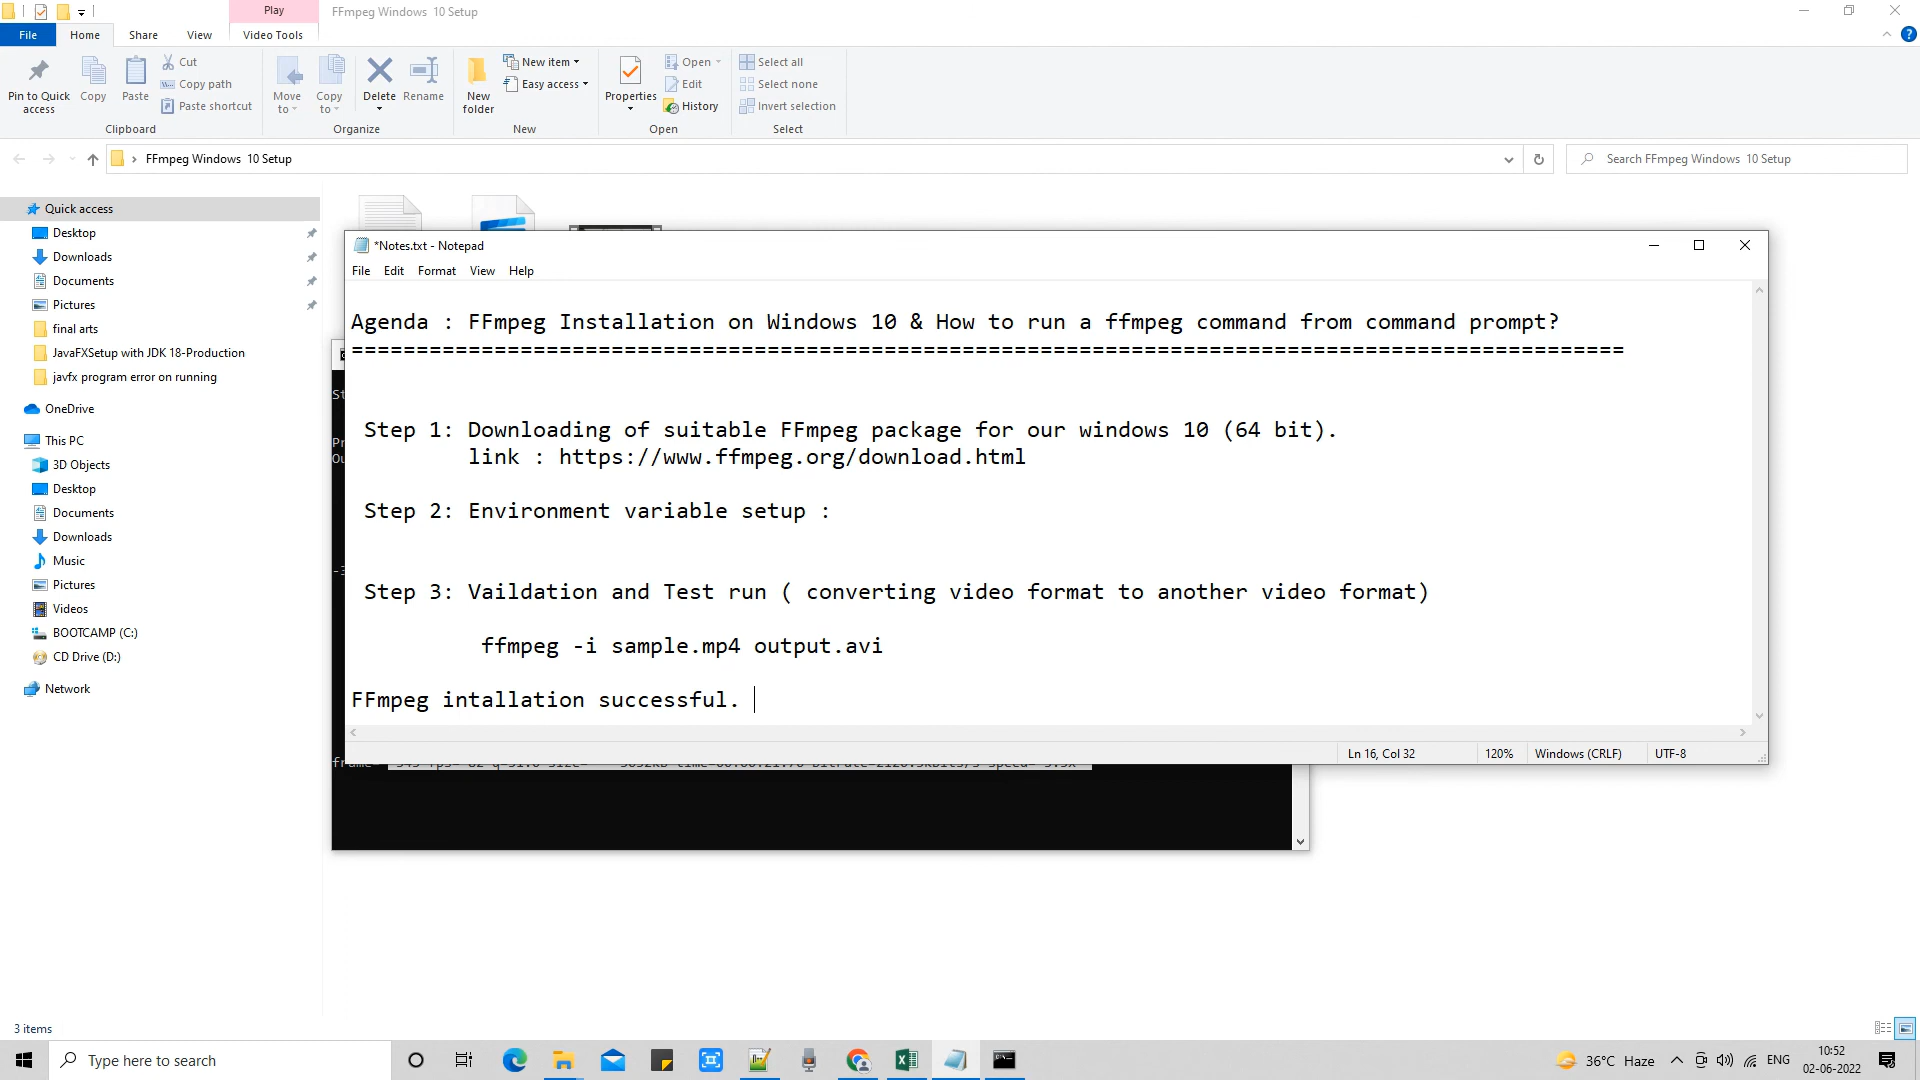 Play
FFmpeg Windows  10 Setup
File
Home
Share
View
Video Tools
Pin to Quick access
Copy
Paste
Cut
Copy path
Paste shortcut
Clipboard
Move to
Copy to
Delete
Rename
Organize
New folder
New item
Easy access
New
Properties
Open
Edit
History
Open
Select all
Select none
Invert selection
Select
FFmpeg Windows  10 Setup
Search FFmpeg Windows  10 Setup
Quick access
Desktop
Downloads
Documents
Pictures
final arts
JavaFXSetup with JDK 18-Production
javfx program error on running
OneDrive
This PC
3D Objects
Desktop
Documents
Downloads
Music
Pictures
Videos
BOOTCAMP (C:)
CD Drive (D:)
Network
*Notes.txt - Notepad
File Edit Format View Help
Agenda : FFmpeg Installation on Windows 10 & How to run a ffmpeg command from command prompt?
==================================================================================================
Step 1: Downloading of suitable FFmpeg package for our windows 10 (64 bit).
link : https://www.ffmpeg.org/download.html
Step 2: Environment variable setup :
Step 3: Vaildation and Test run ( converting video format to another video format)
ffmpeg -i sample.mp4 output.avi
FFmpeg intallation successful.
Ln 16, Col 32
120%
Windows (CRLF)
UTF-8
3 items
Type here to search
36°C Haze
ENG
10:52
02-06-2022